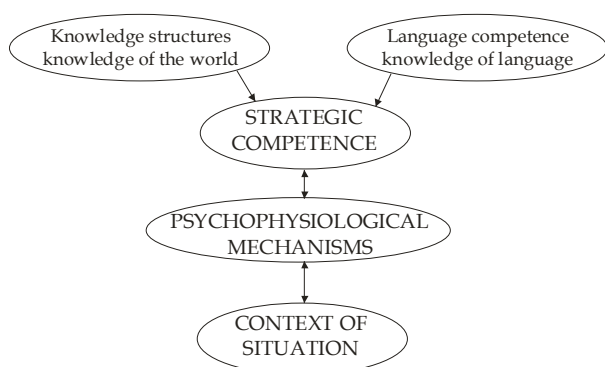 Knowledge structures
knowledge of the world
Language competence
knowledge of language
STRATEGIC
COMPETENCE
PSYCHOPHYSIOLOGICAL
MECHANISMS
CONTEXT OF
SITUATION